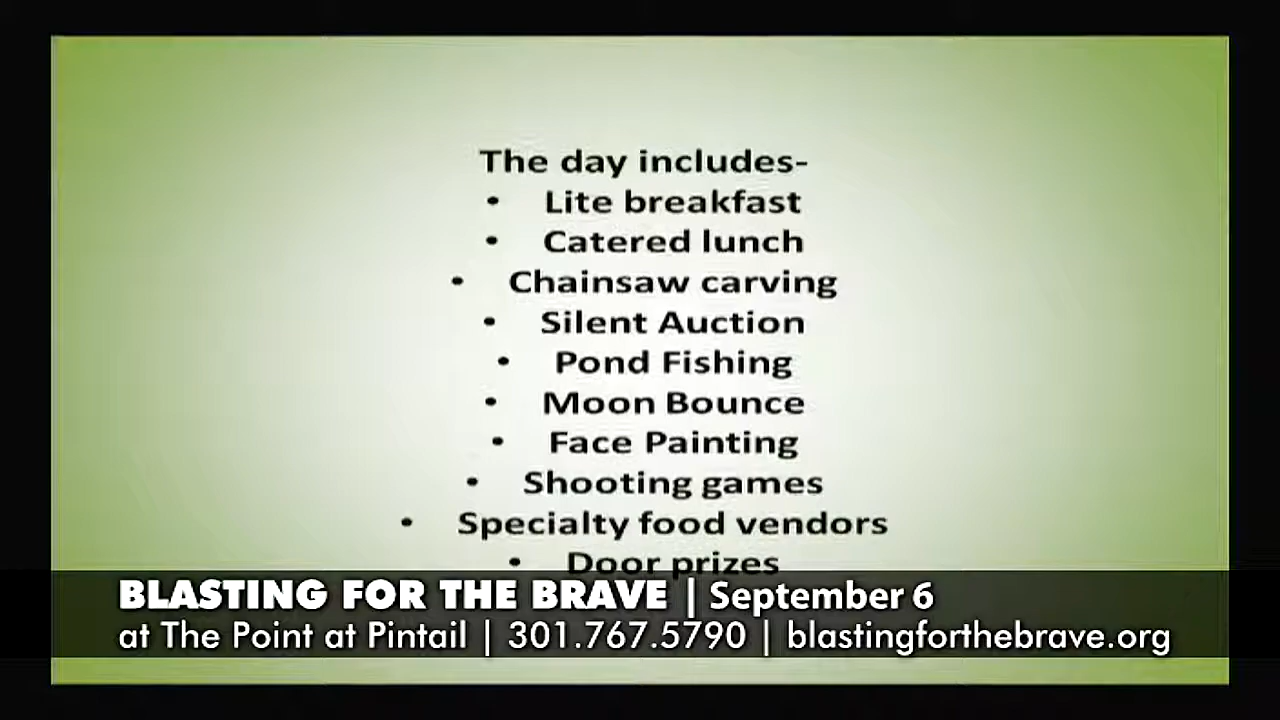 The day includes-
• Lite breakfast
• Catered lunch
• Chainsaw carving
• Silent Auction
• Pond Fishing
• Moon Bounce
• Face Painting
• Shooting games
• Specialty food vendors
• Door prizes
BLASTING FOR THE BRAVE | September 6
at The Point at Pintail | 301.767.5790 | blastingforthebrave.org